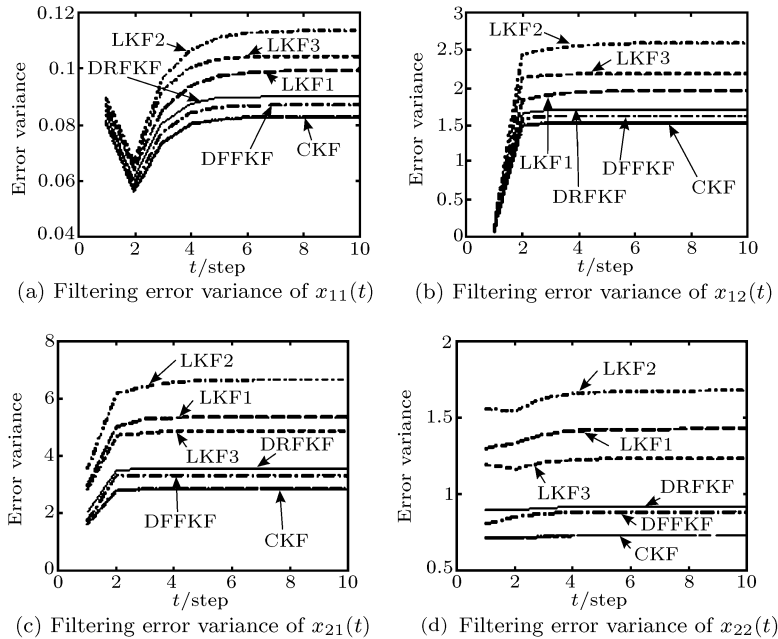 0.12
0.1
0.08
0.06
0.04
Error variance
LKF2
LKF3
DRFKF
LKF1
DFFKF
CKF
0 2 4 6 8 10
t/step
(a) Filtering error variance of x11(t)
3
2.5
2
1.5
1
0.5
0
Error variance
LKF2
LKF3
LKF1
DFFKF
DRFKF
CKF
0 2 4 6 8 10
t/step
(b) Filtering error variance of x12(t)
8
6
4
2
0
Error variance
LKF2
LKF1
DRFKF
LKF3
DFFKF
CKF
0 2 4 6 8 10
t/step
(c) Filtering error variance of x21(t)
2
1.5
1
0.5
Error variance
LKF2
LKF1
LKF3
DRFKF
DFFKF
CKF
0 2 4 6 8 10
t/step
(d) Filtering error variance of x22(t)